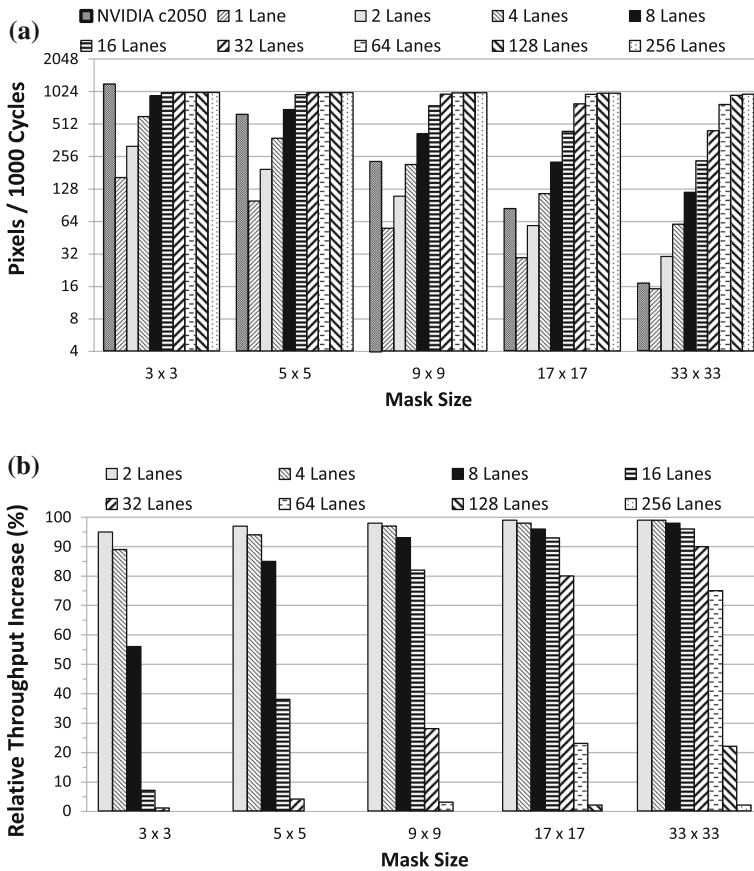 (a)
NVIDIA c2050 1 Lane 2 Lanes 4 Lanes 8 Lanes
16 Lanes 32 Lanes 64 Lanes 128 Lanes 256 Lanes
Pixels / 1000 Cycles
2048
1024
512
256
128
64
32
16
8
4
3 x 3 5 x 5 9 x 9 17 x 17 33 x 33
Mask Size
(b)
2 Lanes 4 Lanes 8 Lanes 16 Lanes
32 Lanes 64 Lanes 128 Lanes 256 Lanes
Relative Throughput Increase (%)
100
90
80
70
60
50
40
30
20
10
0
3 x 3 5 x 5 9 x 9 17 x 17 33 x 33
Mask Size